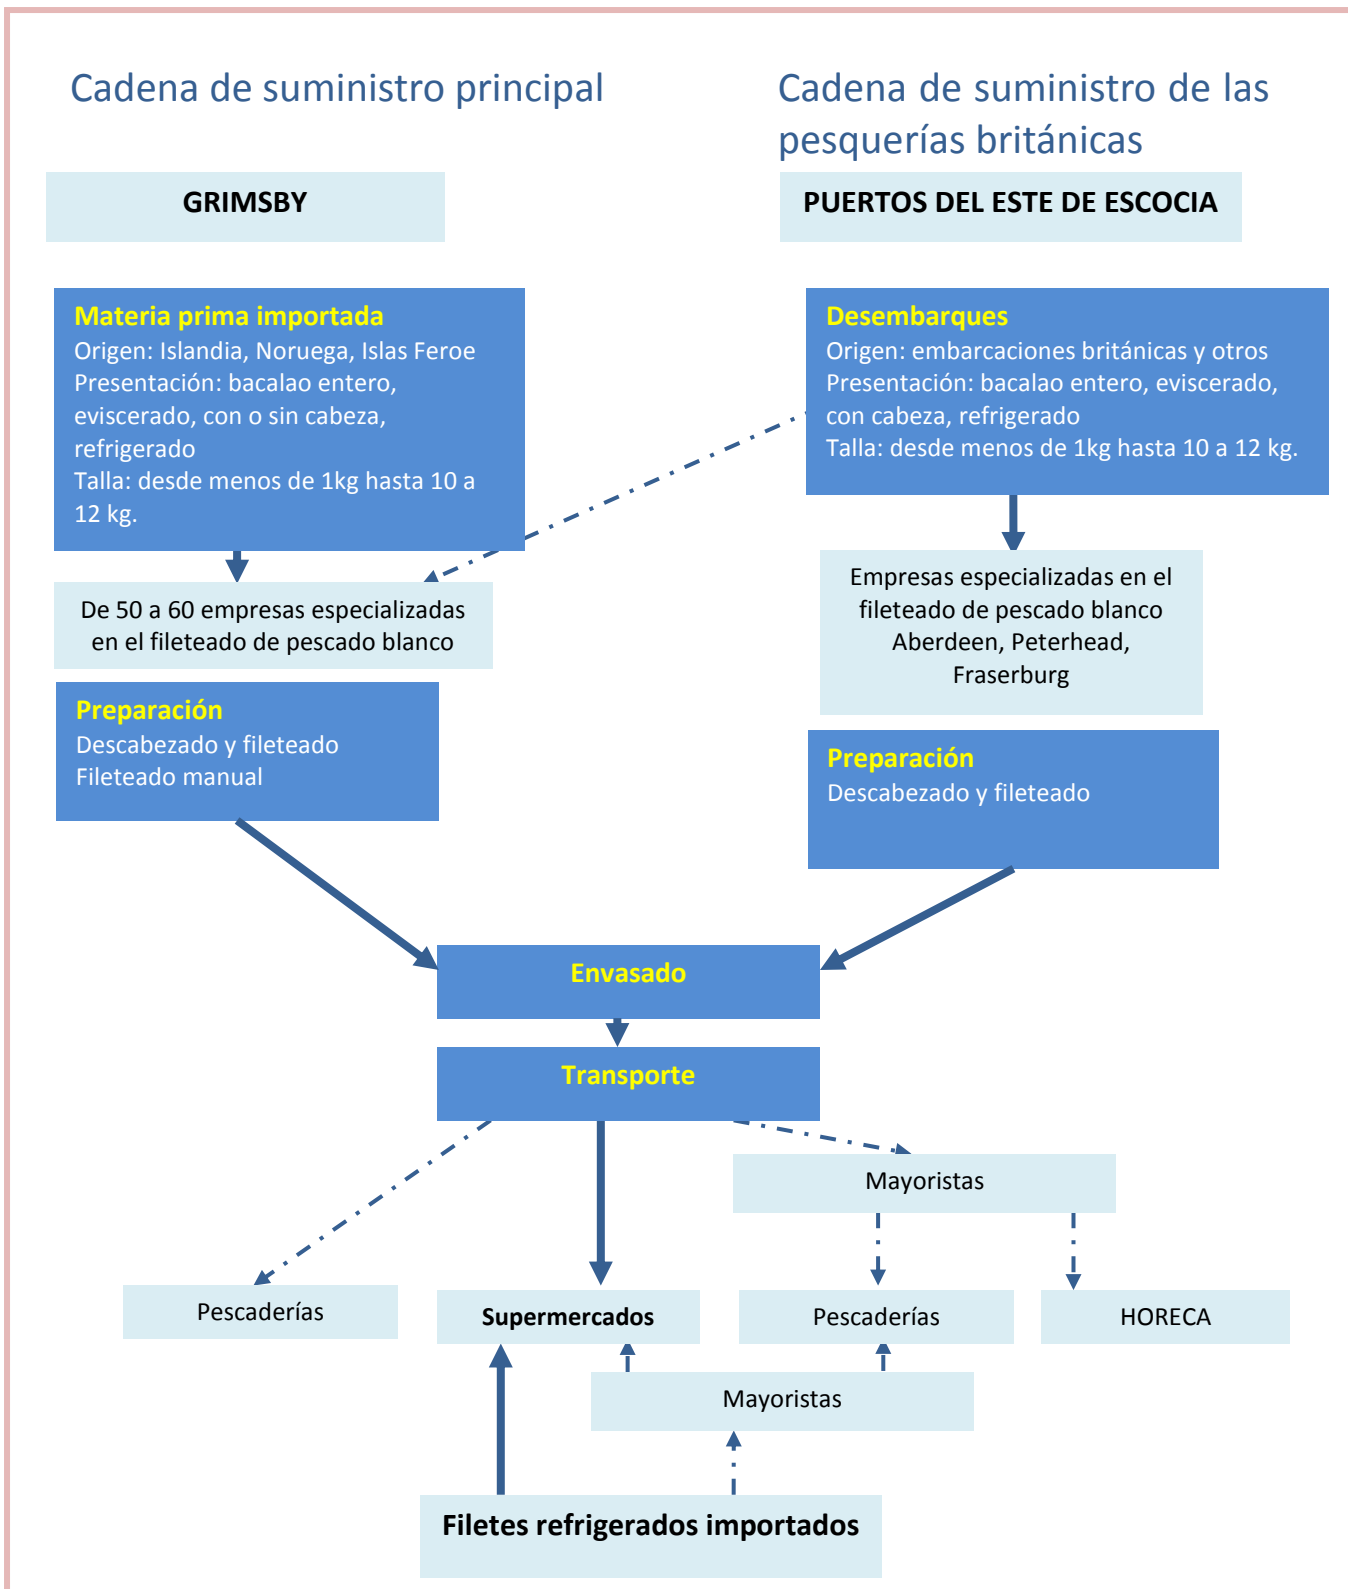 Cadena de suministro principal
Cadena de suministro de las
pesquerías británicas
GRIMSBY
PUERTOS DEL ESTE DE ESCOCIA
Materia prima importada
Origen: Islandia, Noruega, Islas Feroe
Presentación: bacalao entero,
eviscerado, con o sin cabeza,
refrigerado
Talla: desde menos de 1kg hasta 10 a
12 kg.
Desembarques
Origen: embarcaciones británicas y otros
Presentación: bacalao entero, eviscerado,
con cabeza, refrigerado
Talla: desde menos de 1kg hasta 10 a 12 kg.
De 50 a 60 empresas especializadas
en el fileteado de pescado blanco
Empresas especializadas en el
fileteado de pescado blanco
Aberdeen, Peterhead,
Fraserburg
Preparación
Descabezado y fileteado
Fileteado manual
Preparación
Descabezado y fileteado
Envasado
Transporte
Mayoristas
Pescaderías
Supermercados
Pescaderías
HORECA
Mayoristas
Filetes refrigerados importados